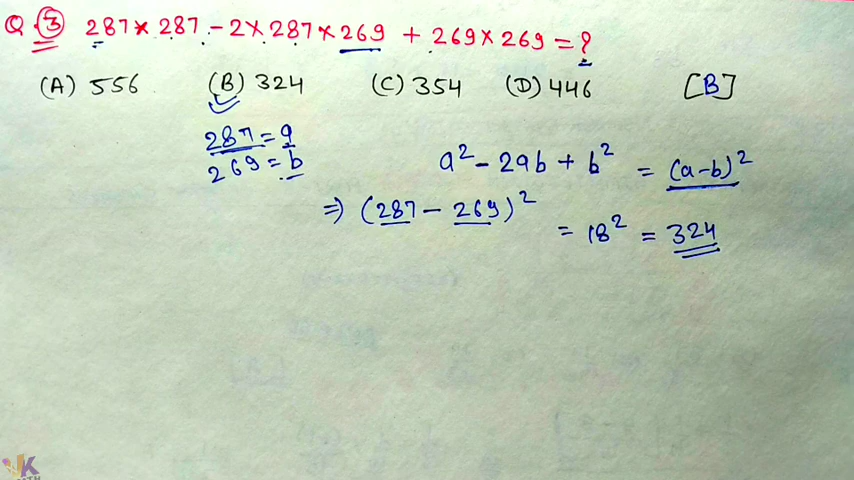 Q.3 287 × 287 - 2 × 287 × 269 + 269 × 269 = ?
(A) 556 (B) 324 (C) 354 (D) 446 [B]
287 = a
269 = b
a² - 2ab + b² = (a-b)²
⇒ (287 - 269)²
= 18² = 324